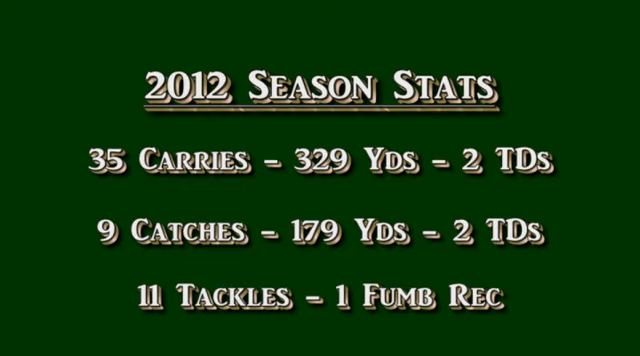 2012 Season Stats
35 Carries – 329 Yds – 2 TDs
9 Catches – 179 Yds – 2 TDs
11 Tackles – 1 Fumb Rec